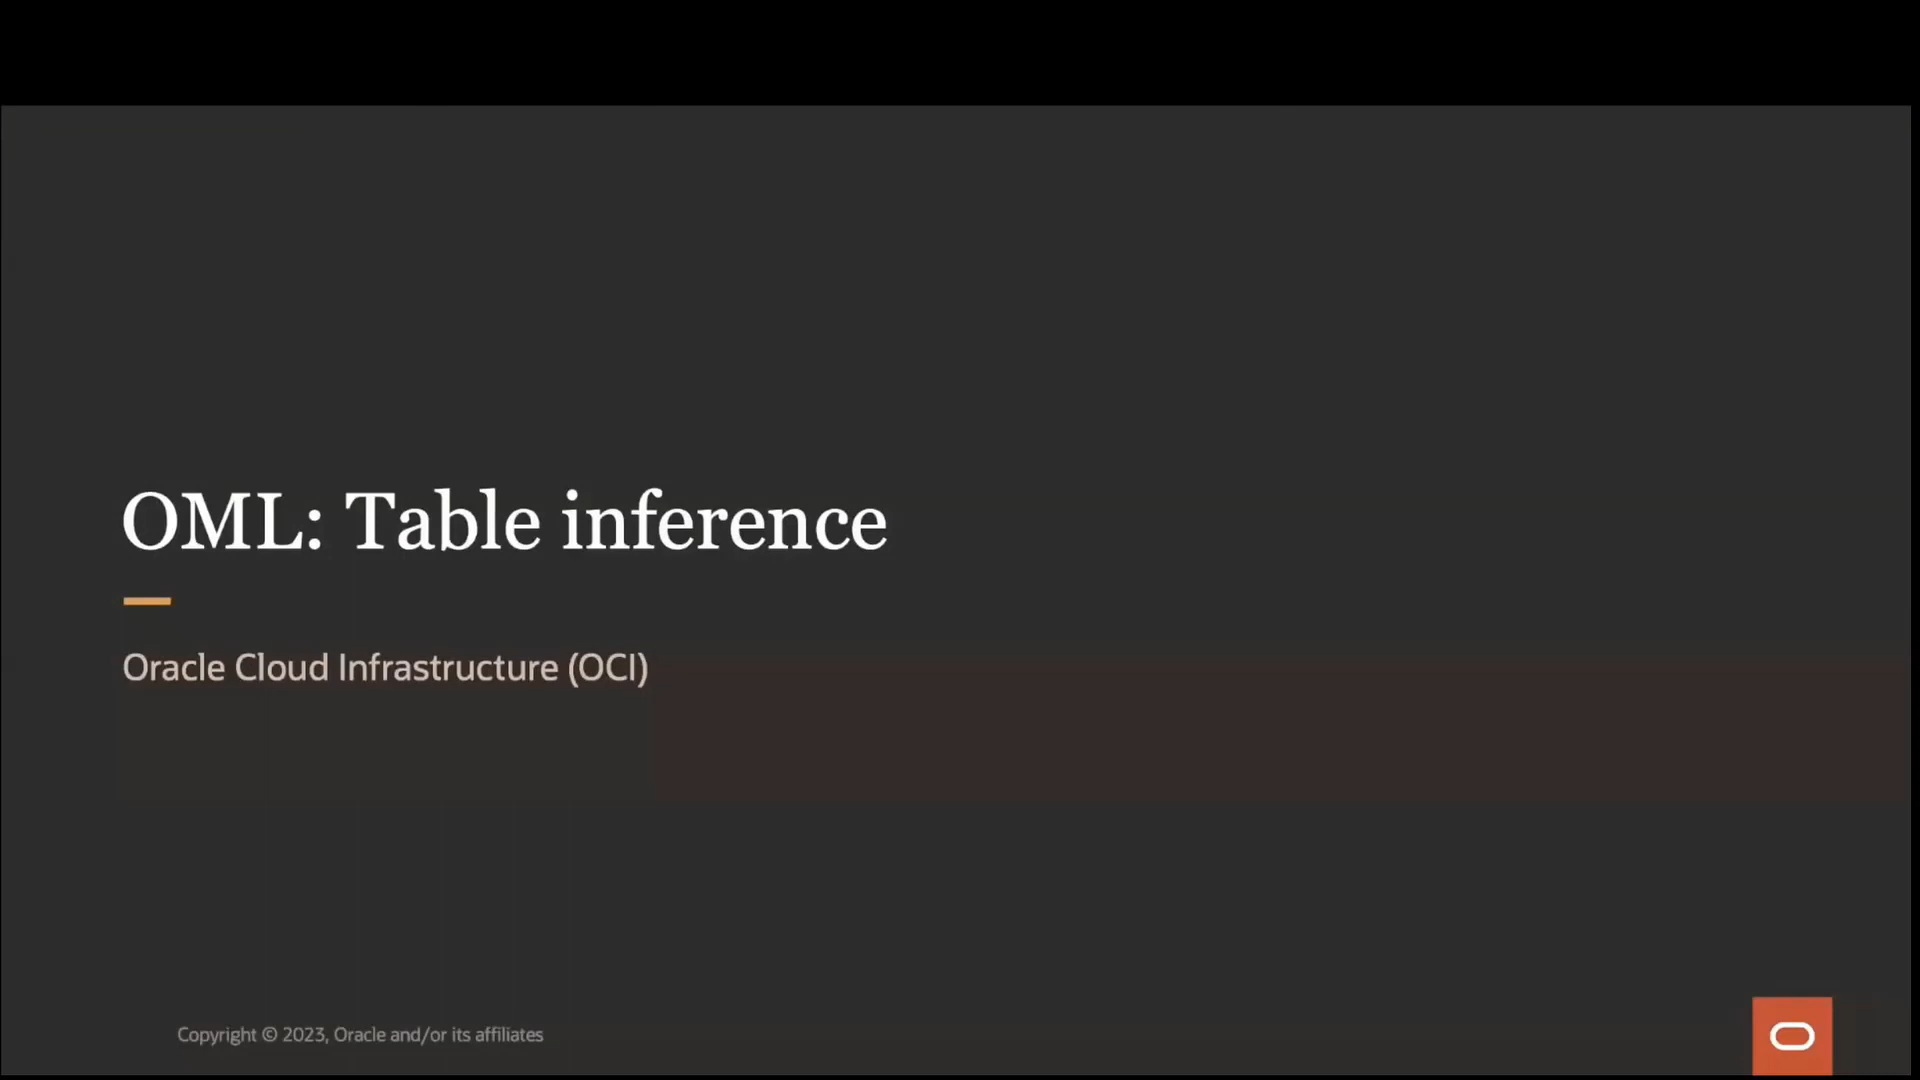 OML: Table inference
Oracle Cloud Infrastructure (OCI)
Copyright © 2023, Oracle and/or its affiliates